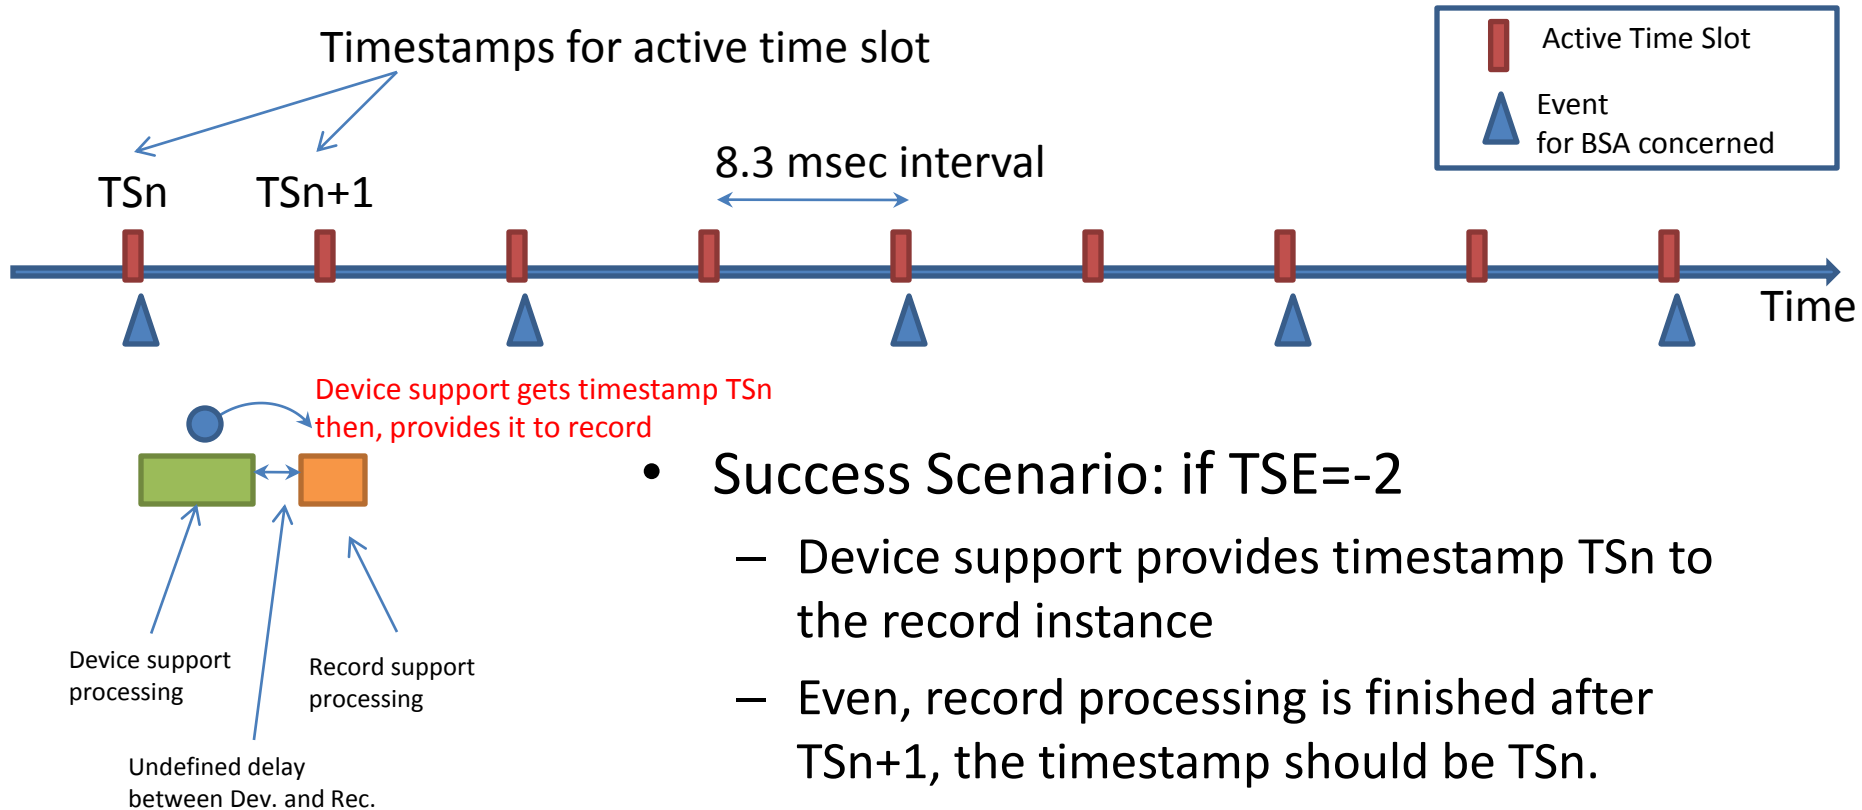 Timestamps for active time slot
Active Time Slot
Event
for BSA concerned
8.3 msec interval
TSn
TSn+1
Time
Device support gets timestamp TSn
then, provides it to record
• Success Scenario: if TSE=-2
– Device support provides timestamp TSn to
the record instance
– Even, record processing is finished after
TSn+1, the timestamp should be TSn.
Device support
processing
Record support
processing
Undefined delay
between Dev. and Rec.